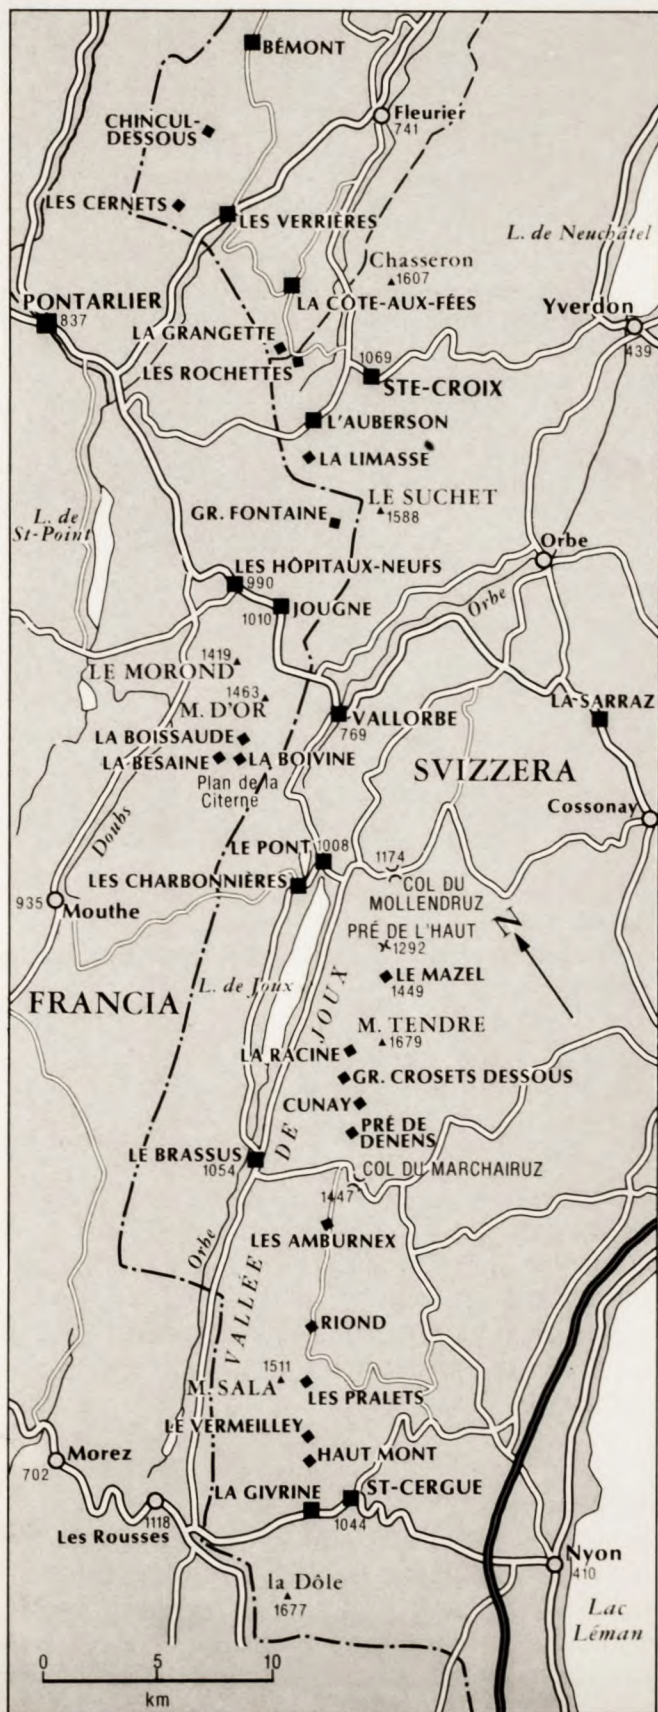 BÉMONT
Fleurier
741
CHINCUL-
DESSOUS
LES CERNETS
LES VERRIÈRES
L. de Neuchâtel
Chasseron
1607
LA CÔTE-AUX-FÉES
PONTARLIER
837
Yverdon
439
LA GRANGETTE
LES ROCHETTES
1069
STE-CROIX
L'AUBERSON
LA LIMASSE
LE SUCHET
1588
GR. FONTAINE
L. de
St-Point
Orbe
LES HÔPITAUX-NEUFS
990
Orbe
1010
JOUGNE
1419
LE MOROND
1463
M. D'OR
VALLORBE
769
LA SARRAZ
LA BOISSAUDE
LA BESAINE
LA BOIVINE
Plan de la
Citerne
SVIZZERA
Cossonay
Doubs
LE PONT
1008
1174
LES CHARBONNIÈRES
COL DU
MOLLENDRUZ
935
Mouthe
N
PRÉ DE L'HAUT
1292
LE MAZEL
1449
FRANCIA
L. de Joux
M. TENDRE
1679
LA RACINE
GR. CROSETS DESSOUS
CUNAY
PRÉ DE
DENENS
LE BRASSUS
1054
COL DU MARCHAIRUZ
1447
LES AMBURNEX
Orbe
VALLÉE DE JOUX
RIOND
1511
M. SALA
LES PRALETS
LE VERMEILLEY
Morez
702
HAUT MONT
LA GIVRINE
ST-CERGUE
1044
1118
Les Rousses
Nyon
410
la Dôle
1677
Lac
Léman
0 5 10
km